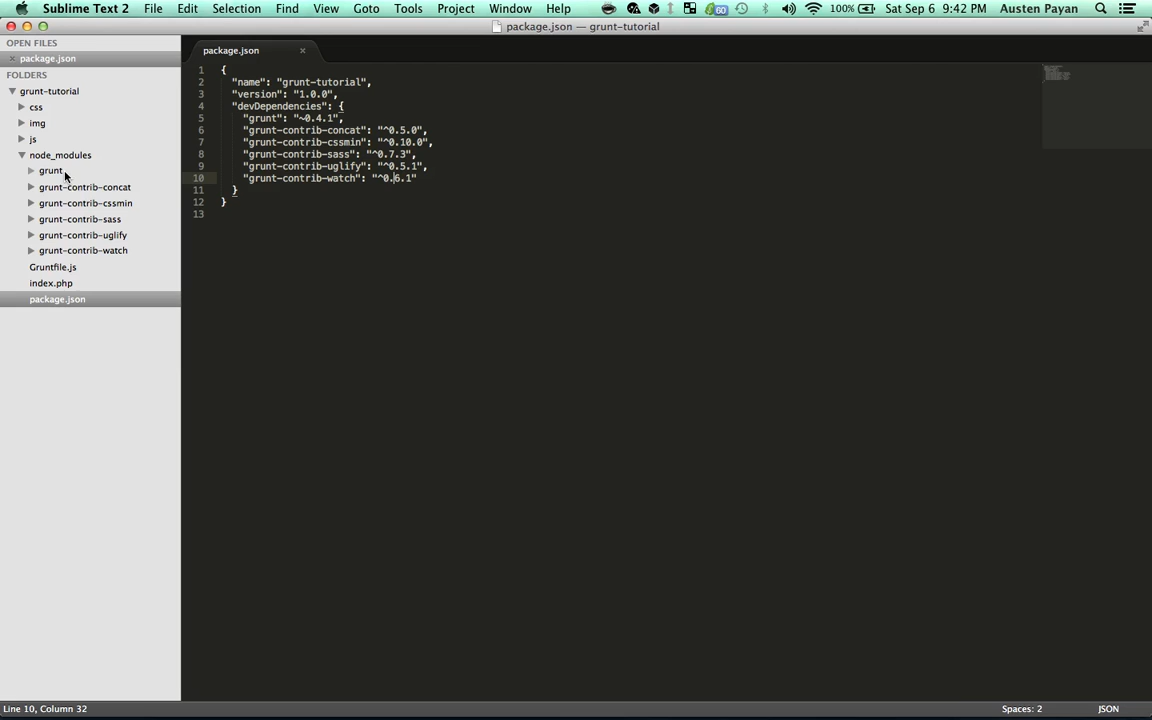 Sublime Text 2 File Edit Selection Find View Goto Tools Project Window Help 60 100% Sat Sep 6 9:42 PM Austen Payan
package.json — grunt-tutorial
OPEN FILES
package.json
FOLDERS
grunt-tutorial
css
img
js
node_modules
grunt
grunt-contrib-concat
grunt-contrib-cssmin
grunt-contrib-sass
grunt-contrib-uglify
grunt-contrib-watch
Gruntfile.js
index.php
package.json
package.json
1 {
2 "name": "grunt-tutorial",
3 "version": "1.0.0",
4 "devDependencies": {
5 "grunt": "~0.4.1",
6 "grunt-contrib-concat": "^0.5.0",
7 "grunt-contrib-cssmin": "^0.10.0",
8 "grunt-contrib-sass": "^0.7.3",
9 "grunt-contrib-uglify": "^0.5.1",
10 "grunt-contrib-watch": "^0.6.1"
11 }
12 }
13
Line 10, Column 32 Spaces: 2 JSON